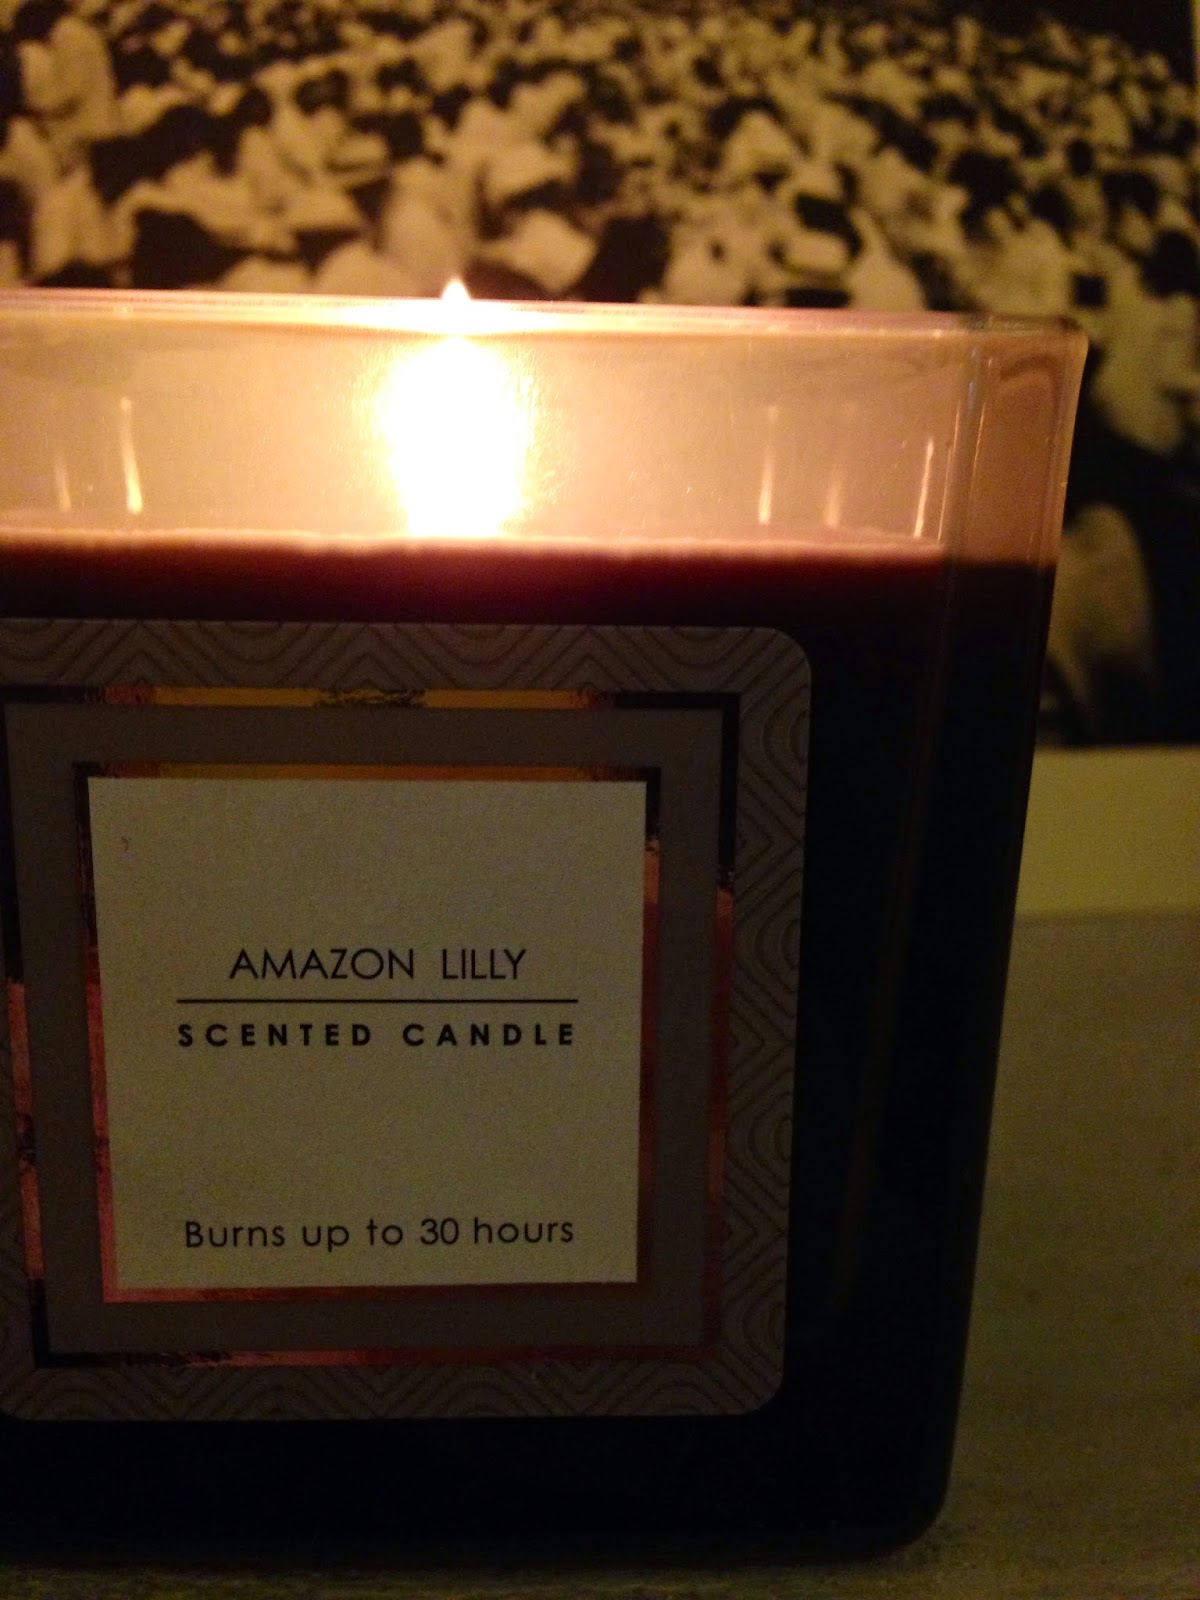 AMAZON LILLY
SCENTED CANDLE
Burns up to 30 hours